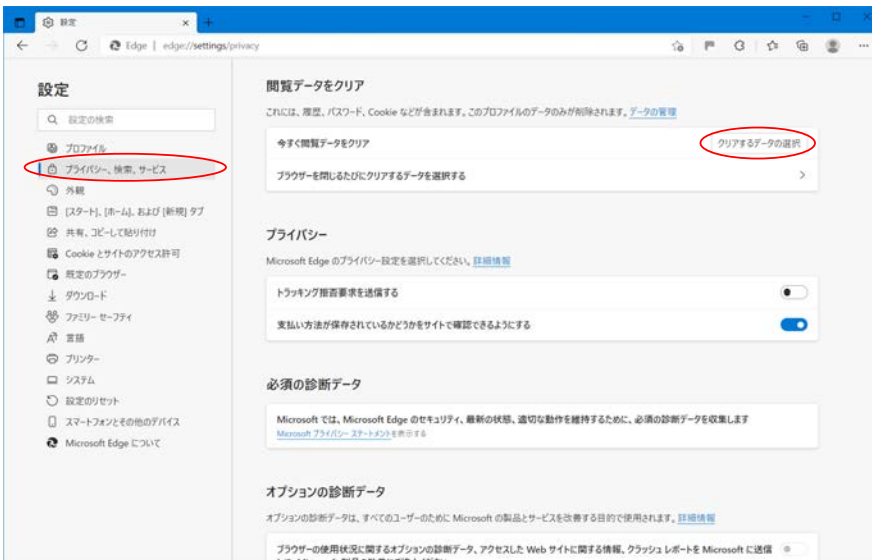 設定
Edge | edge://settings/privacy
設定
設定の検索
プロファイル
プライバシー、検索、サービス
外観
[スタート]、[ホーム]、および [新規] タブ
共有、コピーして貼り付け
Cookie とサイトのアクセス許可
既定のブラウザー
ダウンロード
ファミリー セーフティ
言語
プリンター
システム
設定のリセット
スマートフォンとその他のデバイス
Microsoft Edge について
閲覧データをクリア
これには、履歴、パスワード、Cookie などが含まれます。このプロファイルのデータのみが削除されます。データの管理
今すぐ閲覧データをクリア
クリアするデータの選択
ブラウザーを閉じるたびにクリアするデータを選択する
プライバシー
Microsoft Edge のプライバシー設定を選択してください。詳細情報
トラッキング拒否要求を送信する
支払い方法が保存されているかどうかをサイトで確認できるようにする
必須の診断データ
Microsoft では、Microsoft Edge のセキュリティ、最新の状態、適切な動作を維持するために、必須の診断データを収集します
Microsoft プライバシー ステートメントを表示する
オプションの診断データ
オプションの診断データは、すべてのユーザーのために Microsoft の製品とサービスを改善する目的で使用されます。詳細情報
ブラウザーの使用状況に関するオプションの診断データ、アクセスした Web サイトに関する情報、クラッシュ レポートを Microsoft に送信